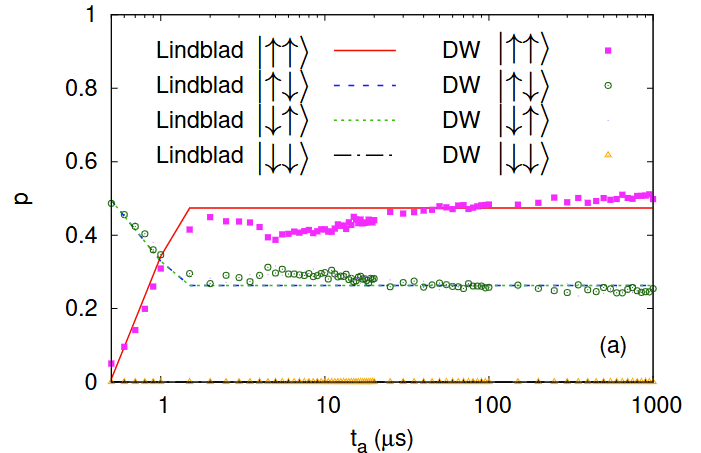 1
0.8
0.6
0.4
0.2
0
p
Lindblad |↑↑⟩ DW |↑↑⟩
Lindblad |↑↓⟩ DW |↑↓⟩
Lindblad |↓↑⟩ DW |↓↑⟩
Lindblad |↓↓⟩ DW |↓↓⟩
(a)
1 10 100 1000
tₐ (μs)